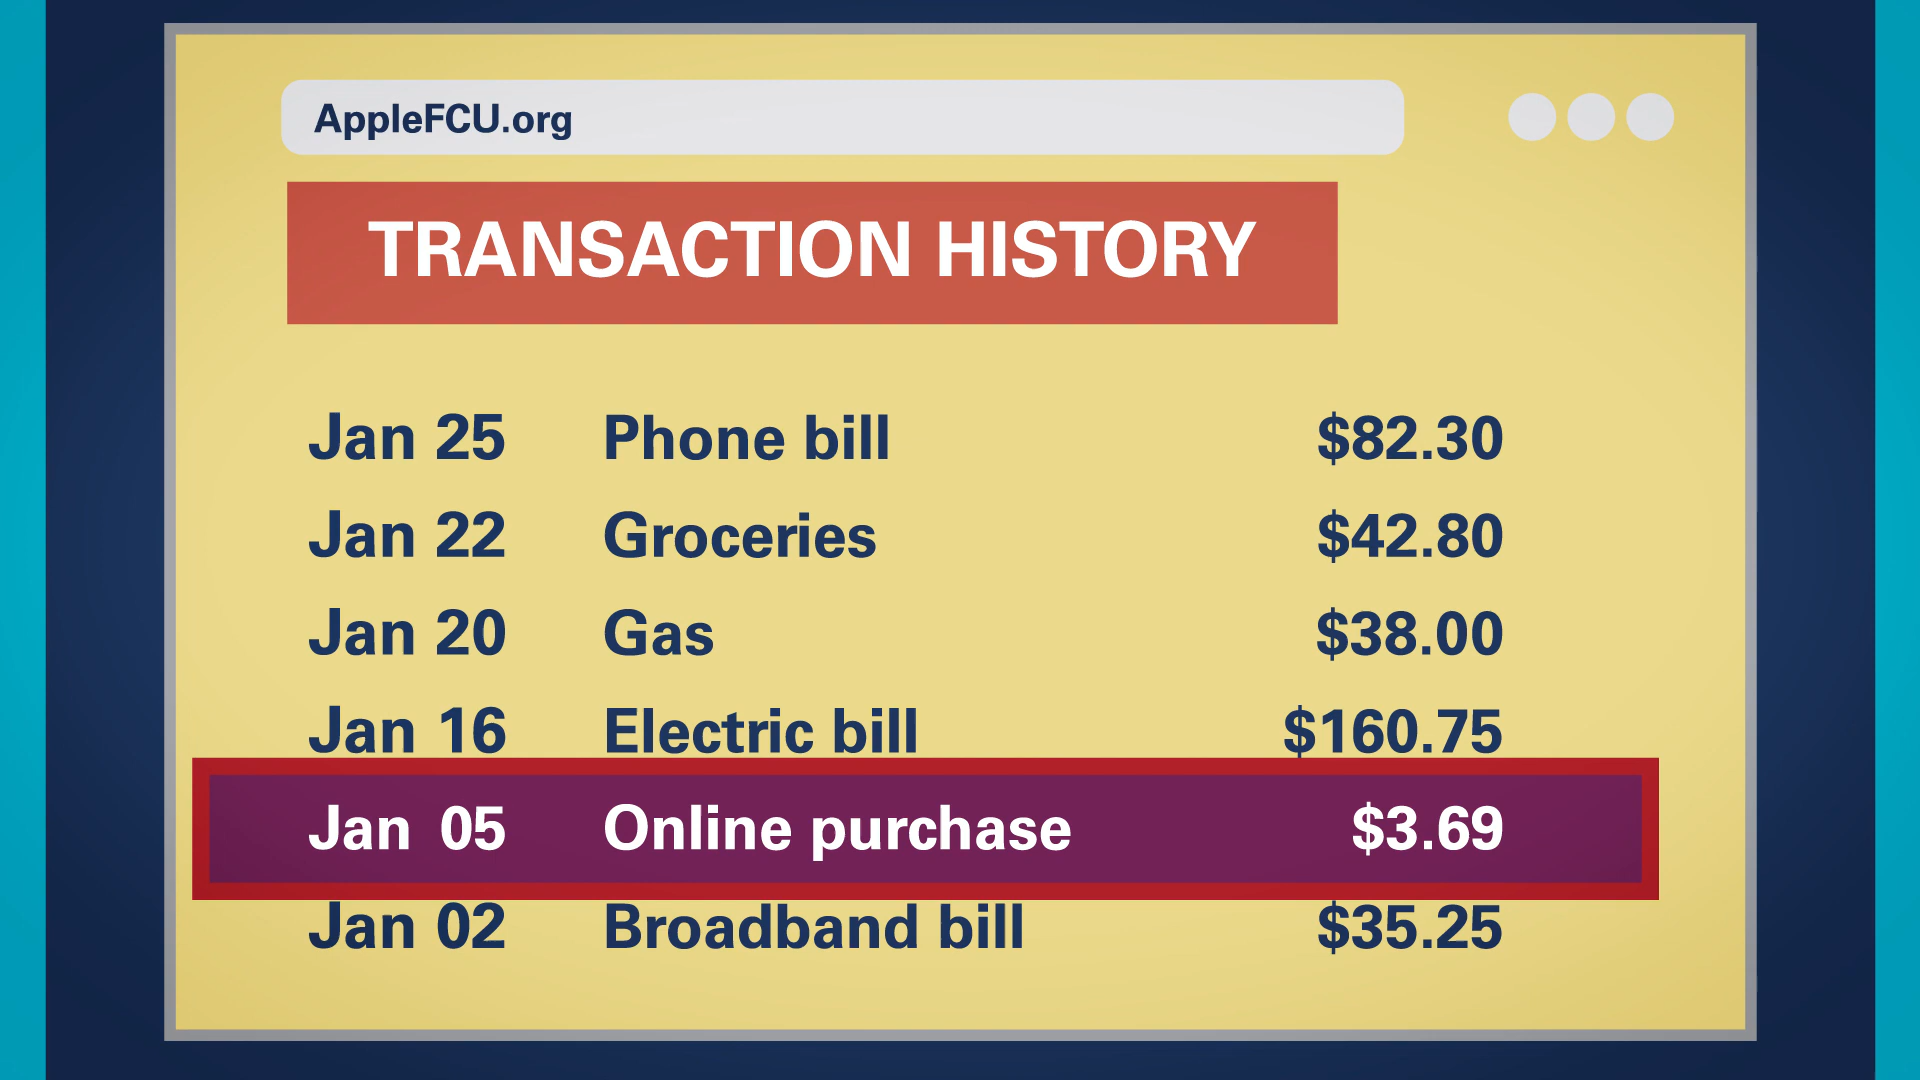 AppleFCU.org
TRANSACTION HISTORY
Jan 25 Phone bill $82.30
Jan 22 Groceries $42.80
Jan 20 Gas $38.00
Jan 16 Electric bill $160.75
Jan 05 Online purchase $3.69
Jan 02 Broadband bill $35.25